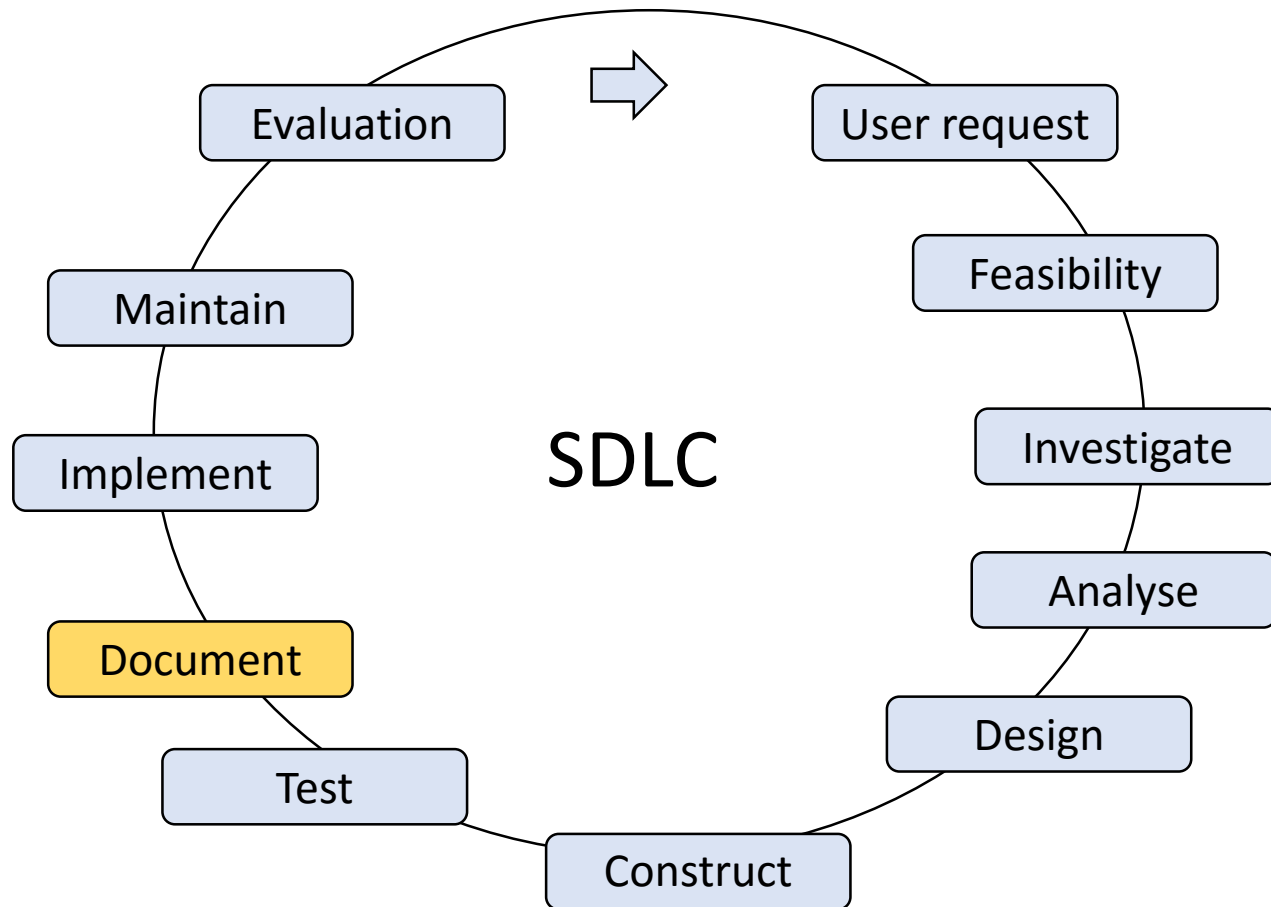 Evaluation
User request
Maintain
Feasibility
Implement
SDLC
Investigate
Analyse
Document
Design
Test
Construct